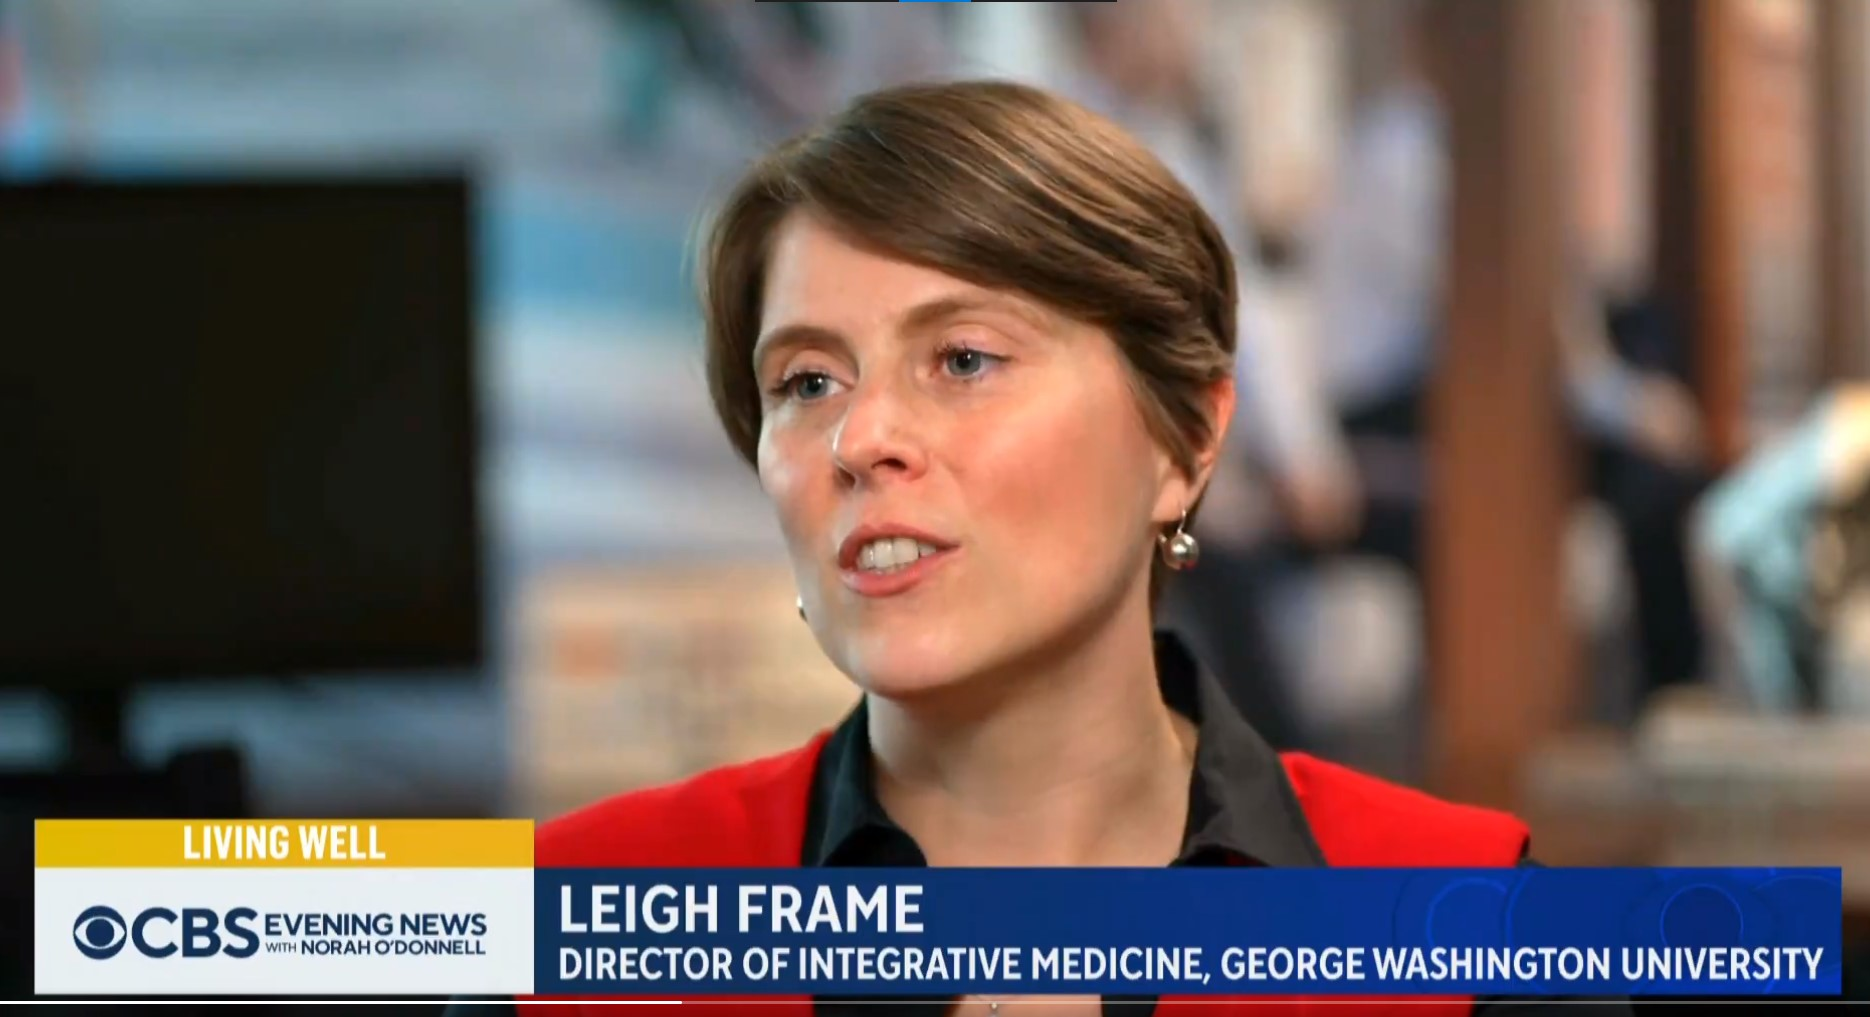 LIVING WELL
CBS EVENING NEWS
WITH NORAH O'DONNELL
LEIGH FRAME
DIRECTOR OF INTEGRATIVE MEDICINE, GEORGE WASHINGTON UNIVERSITY